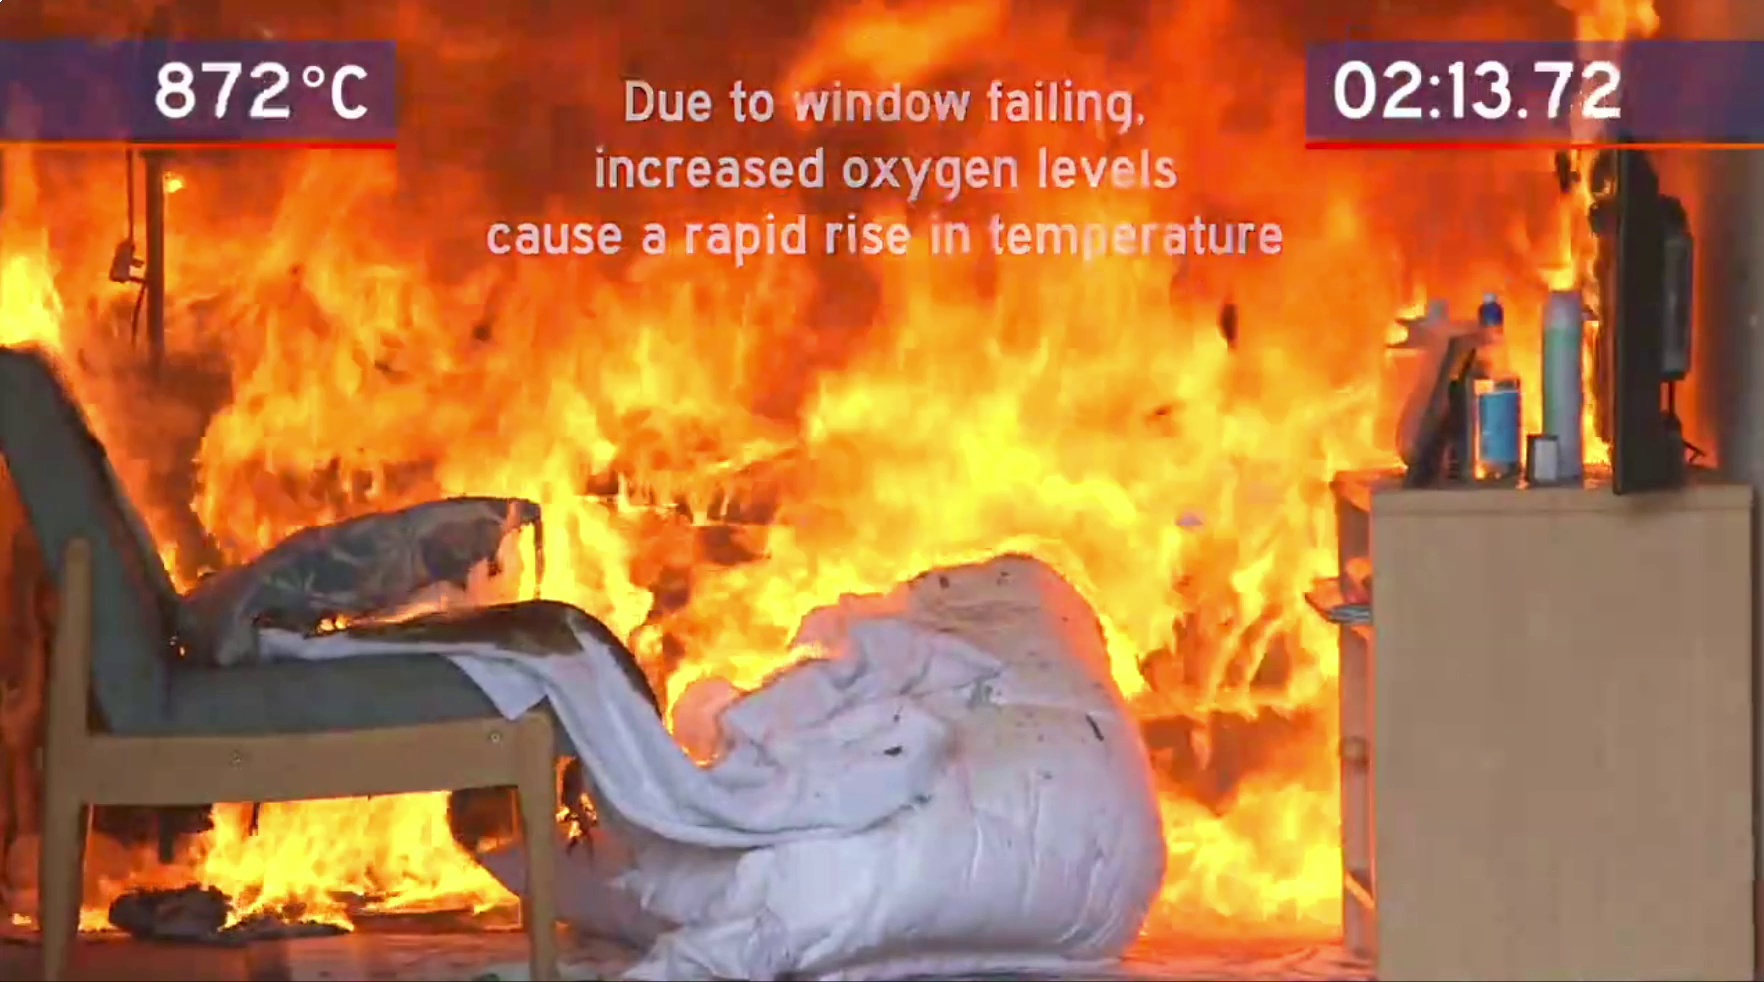 872°C
Due to window failing,
increased oxygen levels
cause a rapid rise in temperature
02:13.72